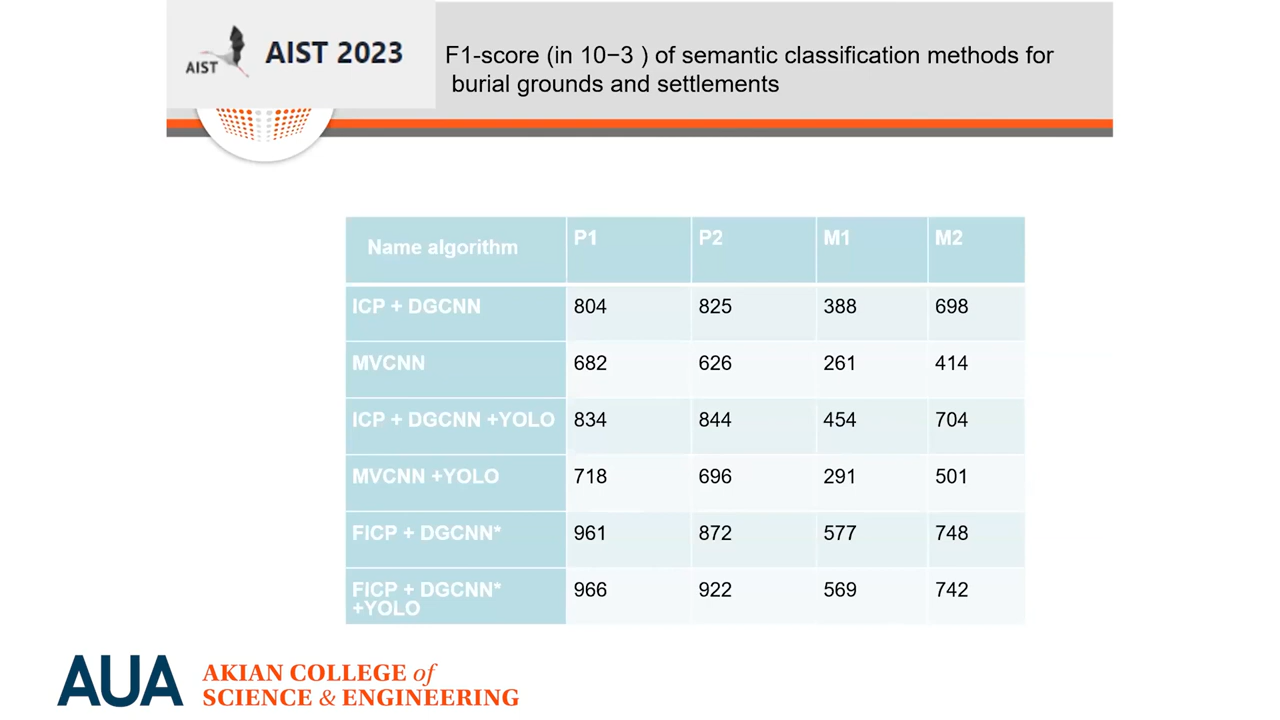 AIST
AIST 2023
F1-score (in 10−3 ) of semantic classification methods for
burial grounds and settlements
Name algorithm P1 P2 M1 M2
ICP + DGCNN 804 825 388 698
MVCNN 682 626 261 414
ICP + DGCNN +YOLO 834 844 454 704
MVCNN +YOLO 718 696 291 501
FICP + DGCNN* 961 872 577 748
FICP + DGCNN* 966 922 569 742
+YOLO
AUA AKIAN COLLEGE of
SCIENCE & ENGINEERING